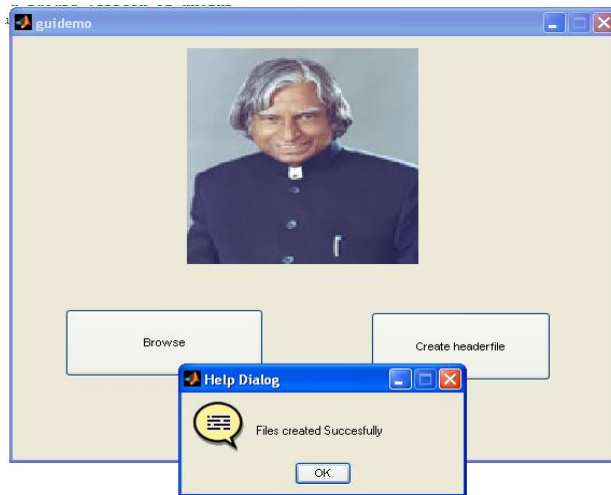 guidemo
Browse
Create headerfile
Help Dialog
Files created Succesfully
OK